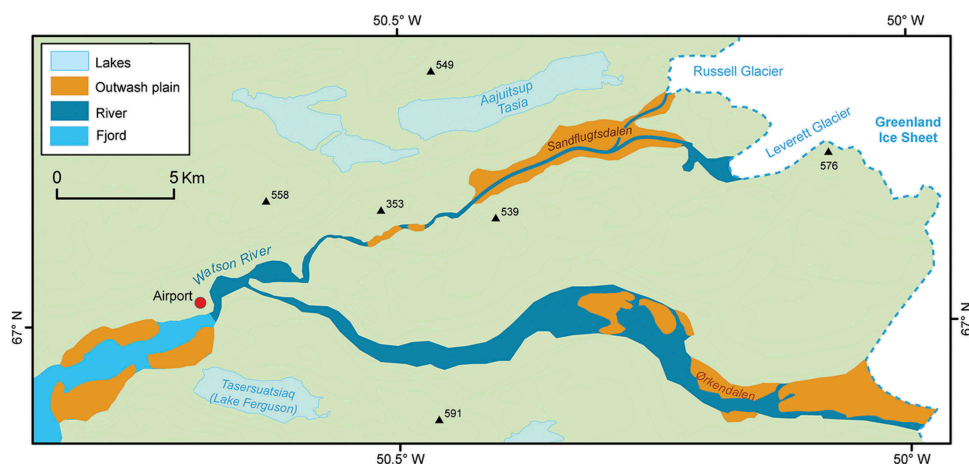 50.5° W
50° W
Lakes
Outwash plain
River
Fjord
0
5 Km
549
Aajuitsup
Tasia
Russell Glacier
Sandflugtsdalen
Leverett Glacier
Greenland
Ice Sheet
576
558
353
539
Watson River
Airport
67° N
67° N
Tasersuatsiaq
(Lake Ferguson)
Ørkendalen
591
50.5° W
50° W